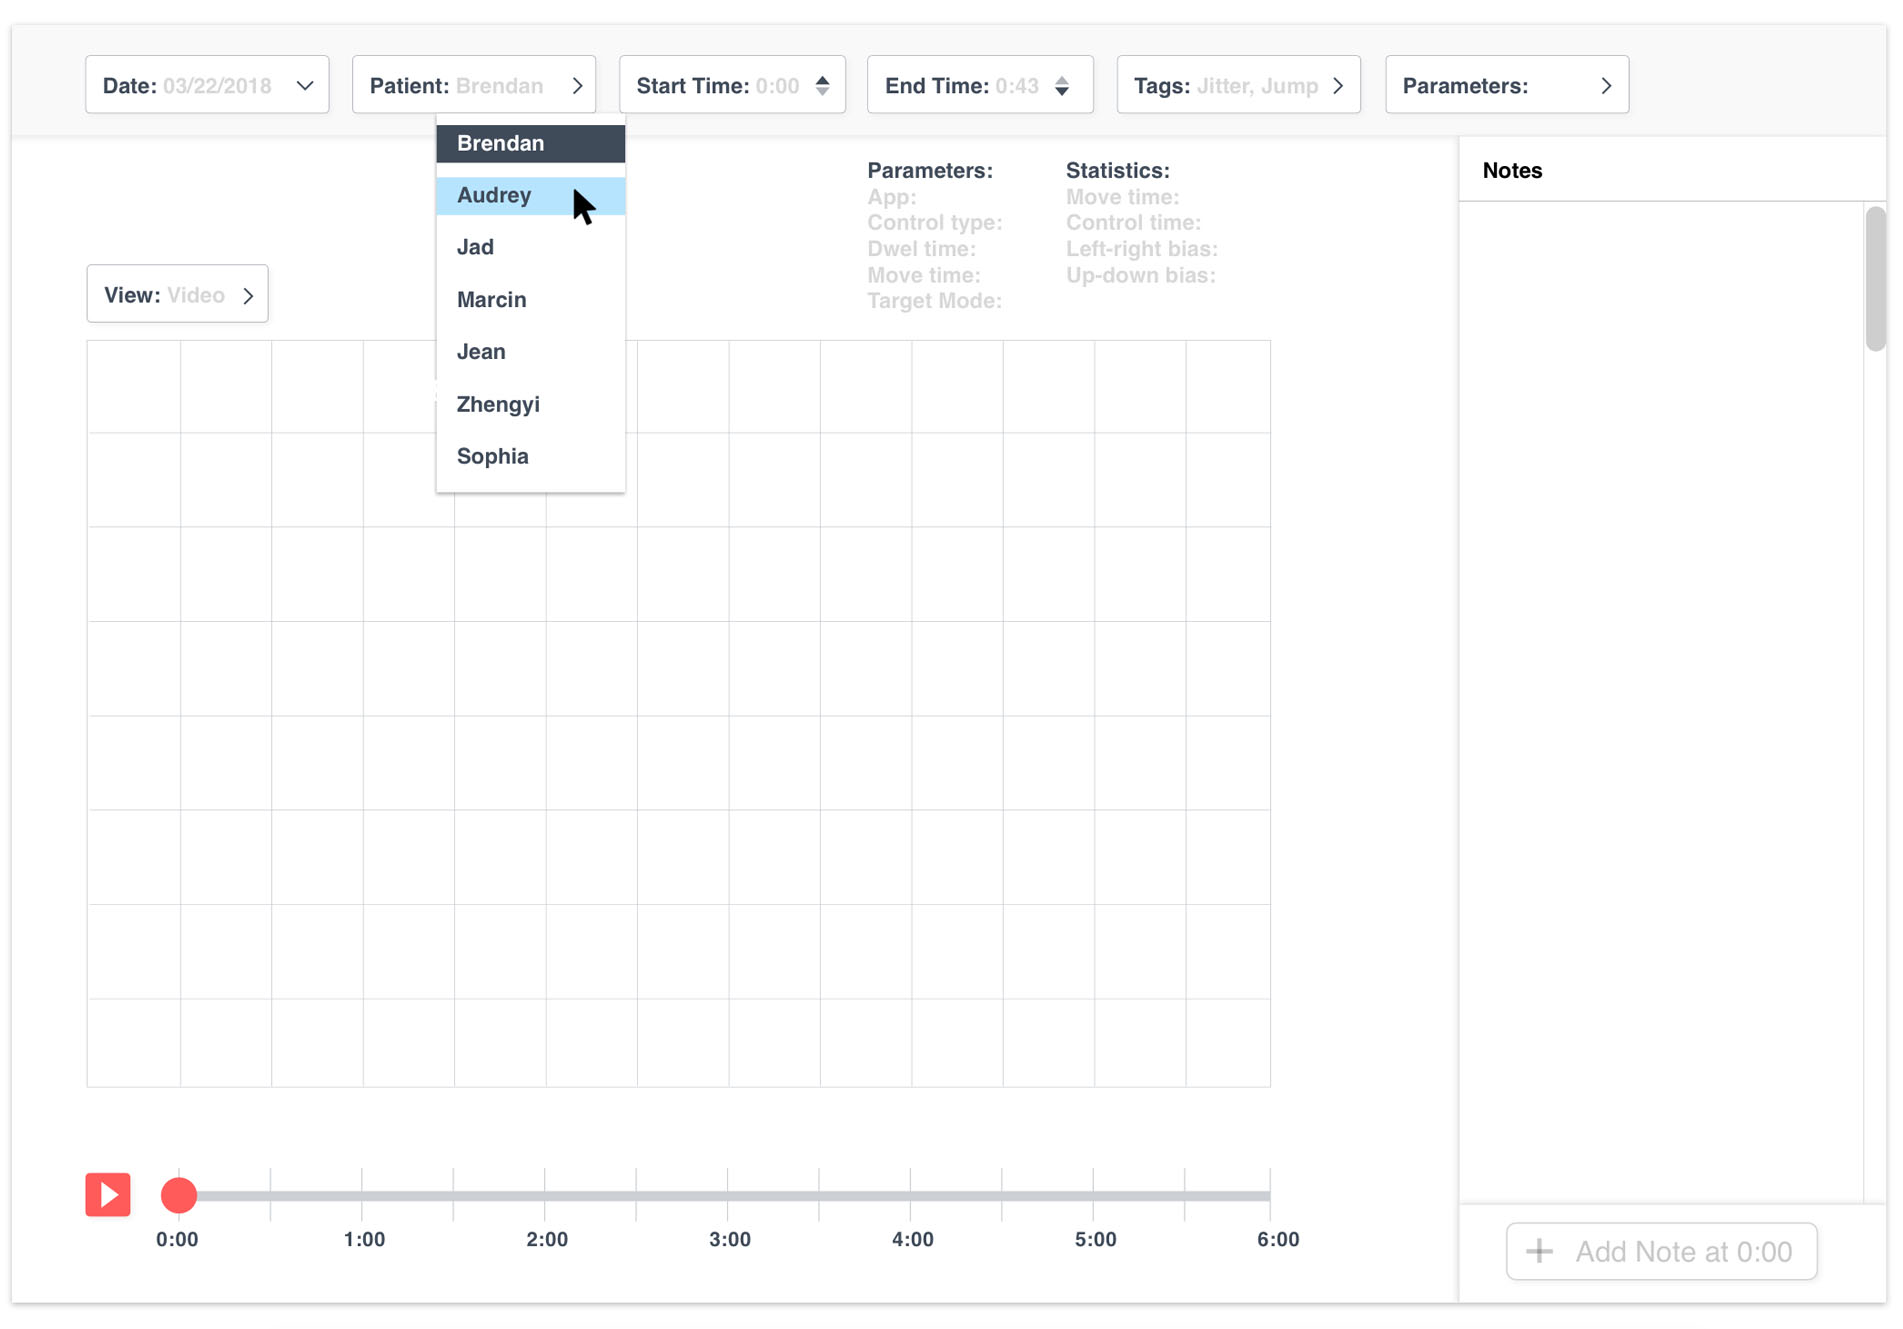 Date: 03/22/2018
Patient: Brendan
Start Time: 0:00
End Time: 0:43
Tags: Jitter, Jump
Parameters:
Brendan
Audrey
Jad
Marcin
Jean
Zhengyi
Sophia
Parameters:
App:
Control type:
Dwel time:
Move time:
Target Mode:
Statistics:
Move time:
Control time:
Left-right bias:
Up-down bias:
Notes
View: Video
0:00 1:00 2:00 3:00 4:00 5:00 6:00
+ Add Note at 0:00